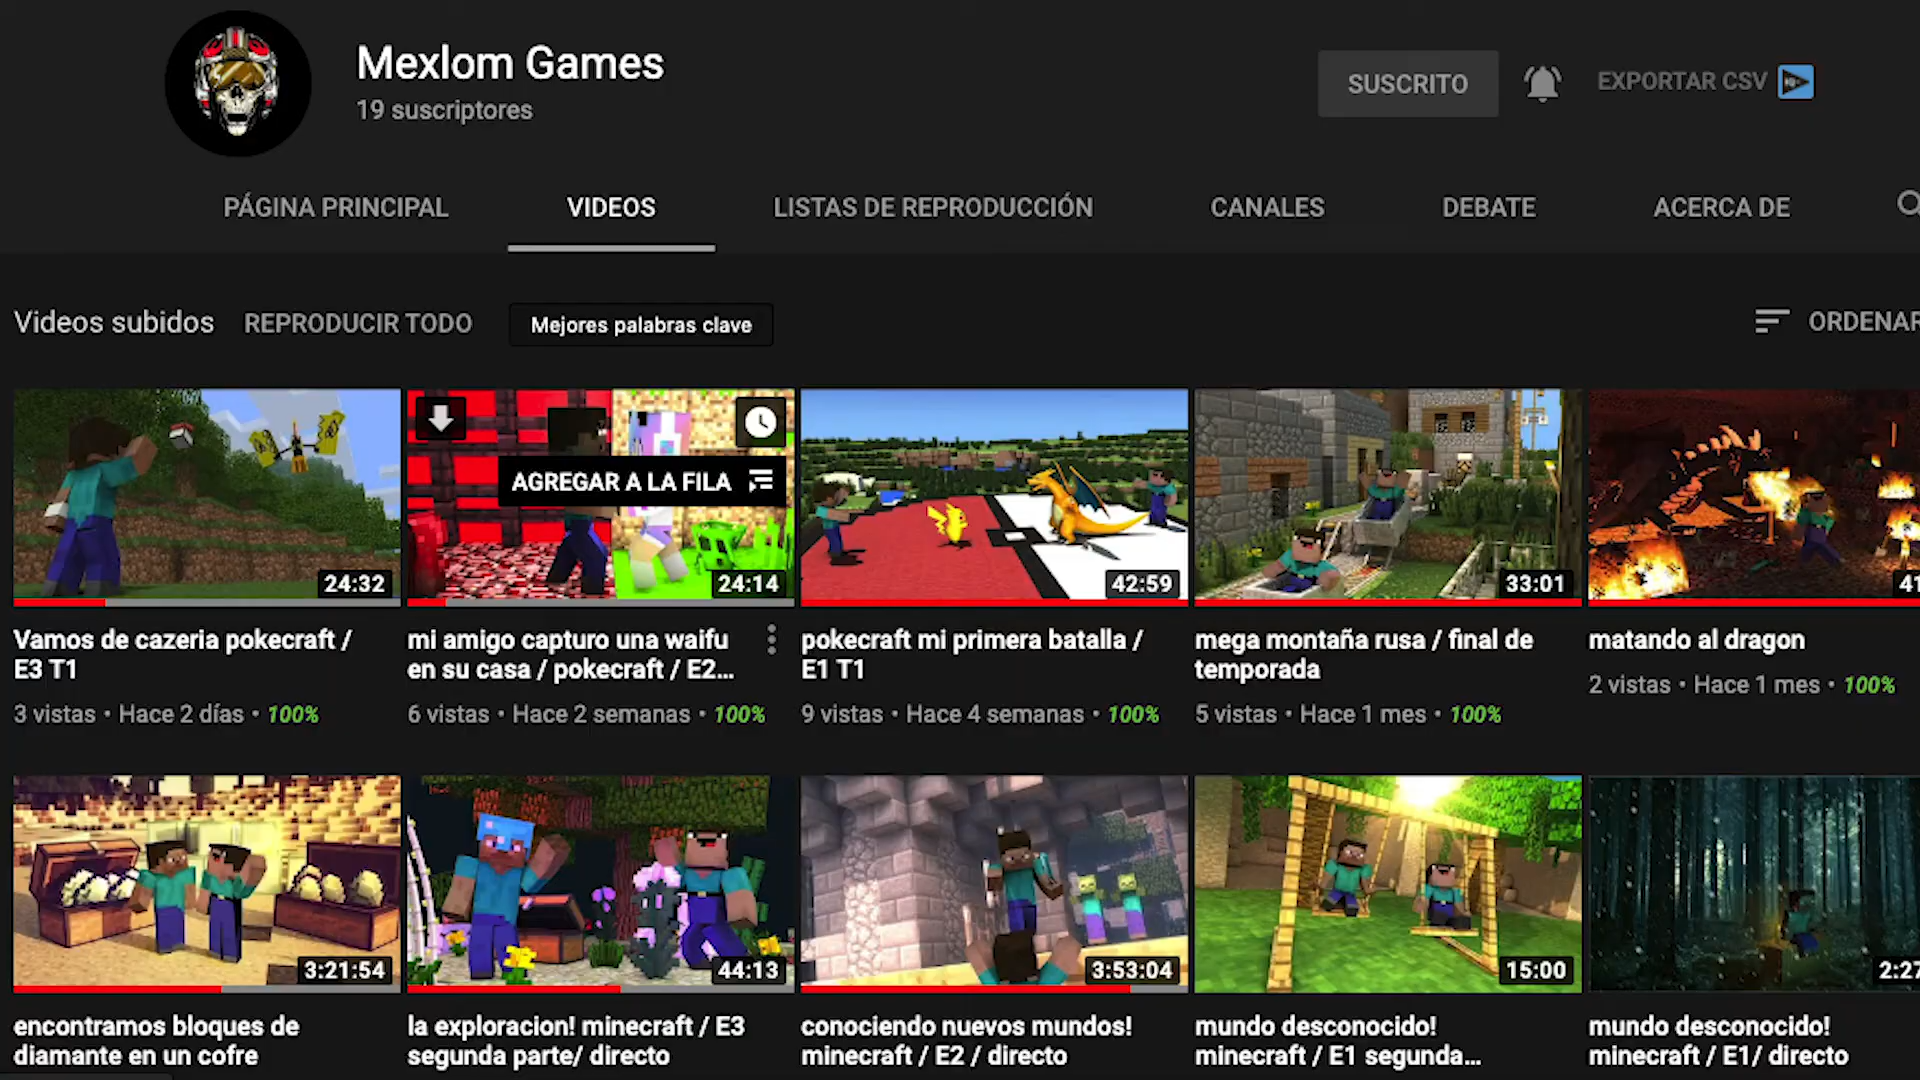 Mexlom Games
19 suscriptores
SUSCRITO
EXPORTAR CSV
PÁGINA PRINCIPAL
VIDEOS
LISTAS DE REPRODUCCIÓN
CANALES
DEBATE
ACERCA DE
Videos subidos
REPRODUCIR TODO
Mejores palabras clave
ORDENAR
24:32
AGREGAR A LA FILA
24:14
42:59
33:01
41
Vamos de cazeria pokecraft /
E3 T1
3 vistas • Hace 2 días • 100%
mi amigo capturo una waifu
en su casa / pokecraft / E2...
6 vistas • Hace 2 semanas • 100%
pokecraft mi primera batalla /
E1 T1
9 vistas • Hace 4 semanas • 100%
mega montaña rusa / final de
temporada
5 vistas • Hace 1 mes • 100%
matando al dragon
2 vistas • Hace 1 mes • 100%
3:21:54
44:13
3:53:04
15:00
2:27
encontramos bloques de
diamante en un cofre
la exploracion! minecraft / E3
segunda parte/ directo
conociendo nuevos mundos!
minecraft / E2 / directo
mundo desconocido!
minecraft / E1 segunda...
mundo desconocido!
minecraft / E1/ directo